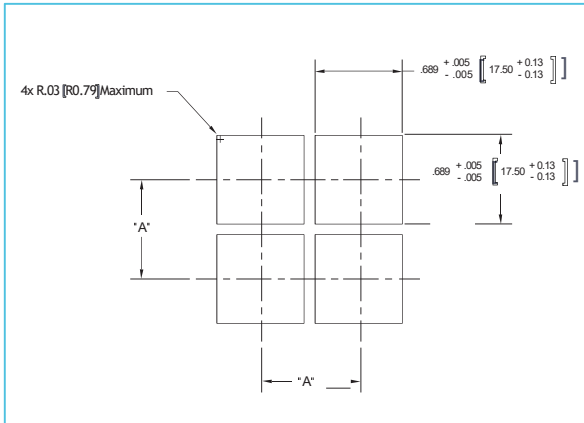 .689 + .005 - .005 [ 17.50 + 0.13 - 0.13 ]
4x R.03 [R0.79] Maximum
.689 + .005 - .005 [ 17.50 + 0.13 - 0.13 ]
"A"
"A"